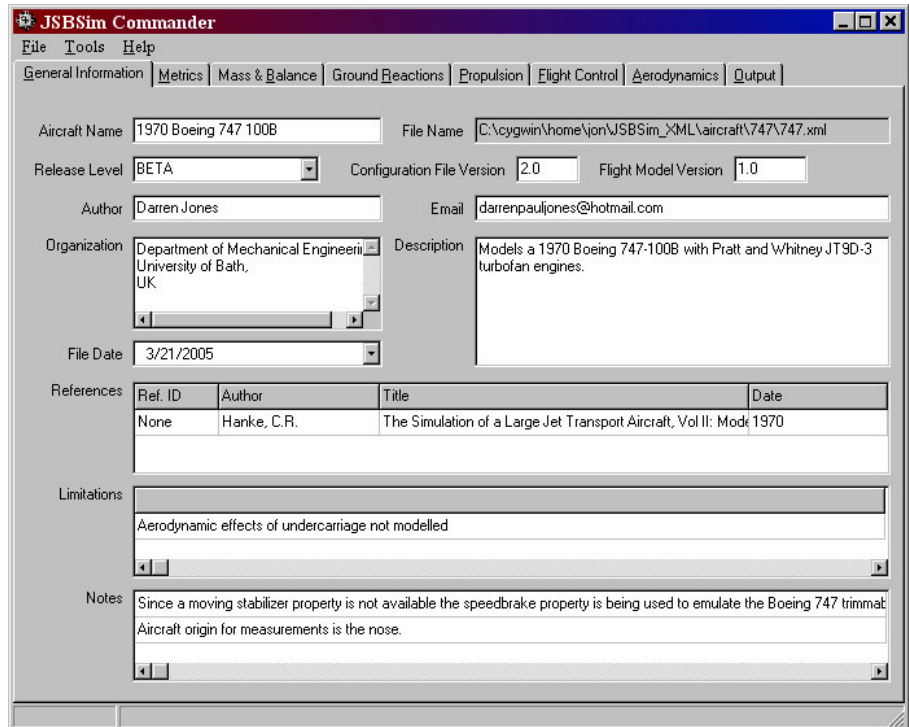 JSBSim Commander
File Tools Help
General Information Metrics Mass & Balance Ground Reactions Propulsion Flight Control Aerodynamics Output
Aircraft Name 1970 Boeing 747 100B File Name C:\cygwin\home\jon\JSBSim_XML\aircraft\747\747.xml
Release Level BETA Configuration File Version 2.0 Flight Model Version 1.0
Author Darren Jones Email darrenpauljones@hotmail.com
Organization Department of Mechanical Engineerin
University of Bath,
UK
Description Models a 1970 Boeing 747-100B with Pratt and Whitney JT9D-3
turbofan engines.
File Date 3/21/2005
References Ref. ID Author Title Date
None Hanke, C.R. The Simulation of a Large Jet Transport Aircraft, Vol II: Mode 1970
Limitations
Aerodynamic effects of undercarriage not modelled
Notes Since a moving stabilizer property is not available the speedbrake property is being used to emulate the Boeing 747 trimmab
Aircraft origin for measurements is the nose.